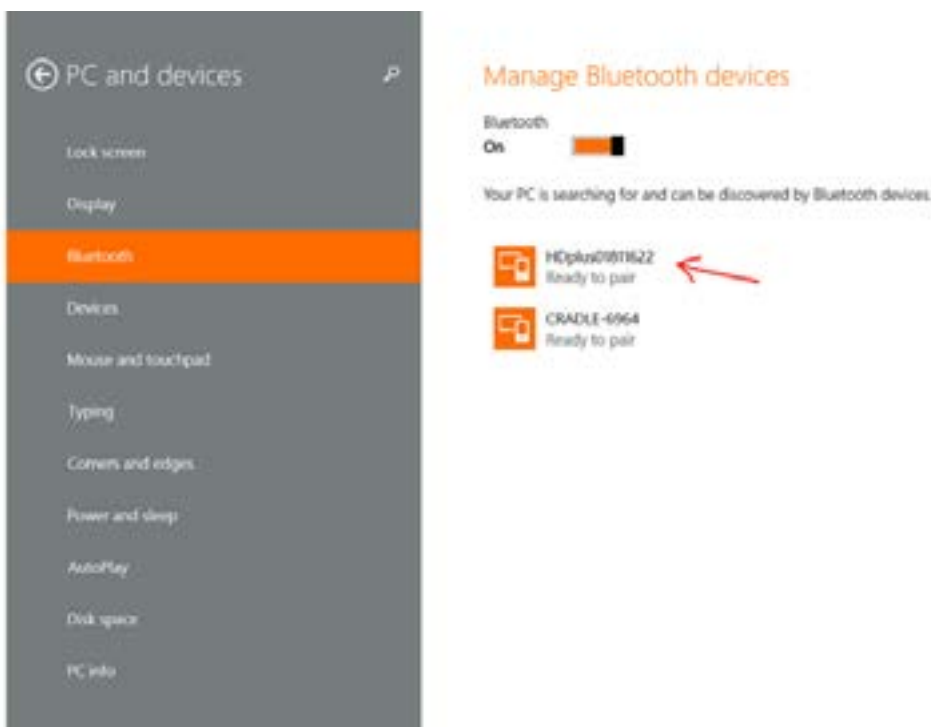 PC and devices
Lock screen
Display
Bluetooth
Devices
Mouse and touchpad
Typing
Corners and edges
Power and sleep
AutoPlay
Disk space
PC info
Manage Bluetooth devices
Bluetooth
On
Your PC is searching for and can be discovered by Bluetooth devices
HDplus01811622
Ready to pair
CRADLE-6964
Ready to pair